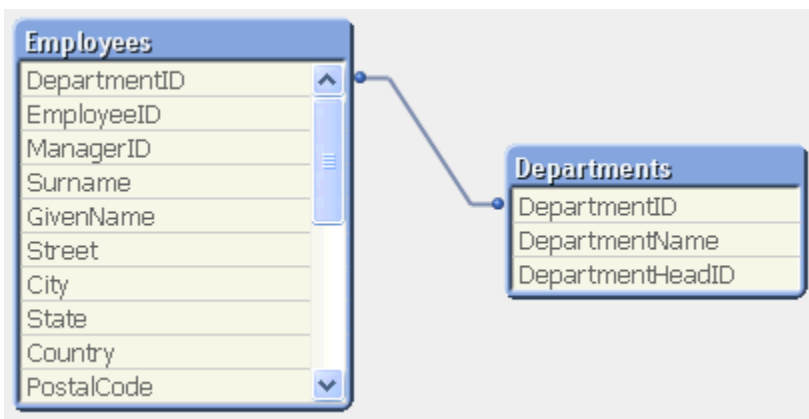 Employees
DepartmentID
EmployeeID
ManagerID
Surname
GivenName
Street
City
State
Country
PostalCode
Departments
DepartmentID
DepartmentName
DepartmentHeadID